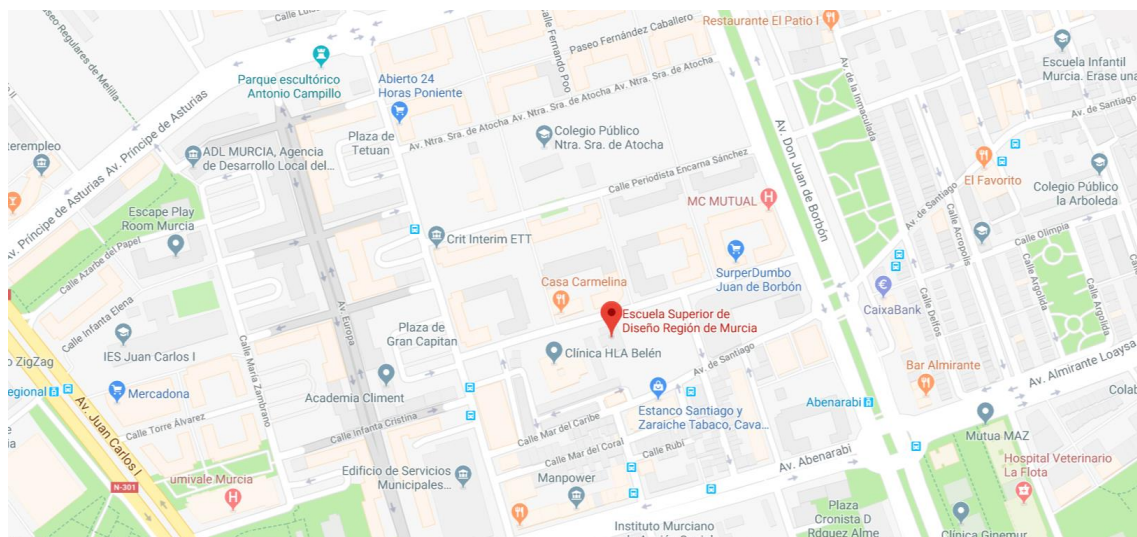 Restaurante El Patio I
Paseo Fernández Caballero
Calle Fernando Poo
Paseo Regulares de Melilla
Parque escultórico
Antonio Campillo
Abierto 24
Horas Poniente
Av. de la Inmaculada
Escuela Infantil
Murcia. Erase una
Av. Príncipe de Asturias
Av. Ntra. Sra. de Atocha
Av. Ntra. Sra. de Atocha
Av. Ntra. Sra. de Atocha
Av. de Santiago
Plaza de
Tetuan
Colegio Público
Ntra. Sra. de Atocha
Av. Don Juan de Borbón
terempleo
ADL MURCIA, Agencia
de Desarrollo Local del...
Calle Periodista Encarna Sánchez
El Favorito
Colegio Público
la Arboleda
Av. Príncipe de Asturias
Escape Play
Room Murcia
MC MUTUAL
Av. de Santiago
Calle Acropolis
Calle Olimpia
Crit Interim ETT
Calle Azarbe del Papel
SurperDumbo
Juan de Borbón
Casa Carmelina
CaixaBank
Calle Delfos
Calle Argolida
Calle Argolida
Calle Infanta Elena
Av. Europa
Escuela Superior de
Diseño Región de Murcia
Plaza de
Gran Capitan
IES Juan Carlos I
Clínica HLA Belén
Av. de Santiago
o ZigZag
Calle María Zambrano
Bar Almirante
Av. Almirante Loaysa
egional
Mercadona
Academia Climent
Estanco Santiago y
Zaraiche Tabaco, Cava...
Abenarabi
Colab
Av. Juan Carlos I
Calle Torre Álvarez
Calle Infanta Cristina
Calle Mar del Caribe
Mútua MAZ
Calle Mar del Coral
Calle Rubí
Av. Abenarabi
Hospital Veterinario
La Flota
N-301
umivale Murcia
Edificio de Servicios
Municipales...
Manpower
Plaza
Cronista D
Rdguez Alme
Instituto Murciano
Clínica Ginemur